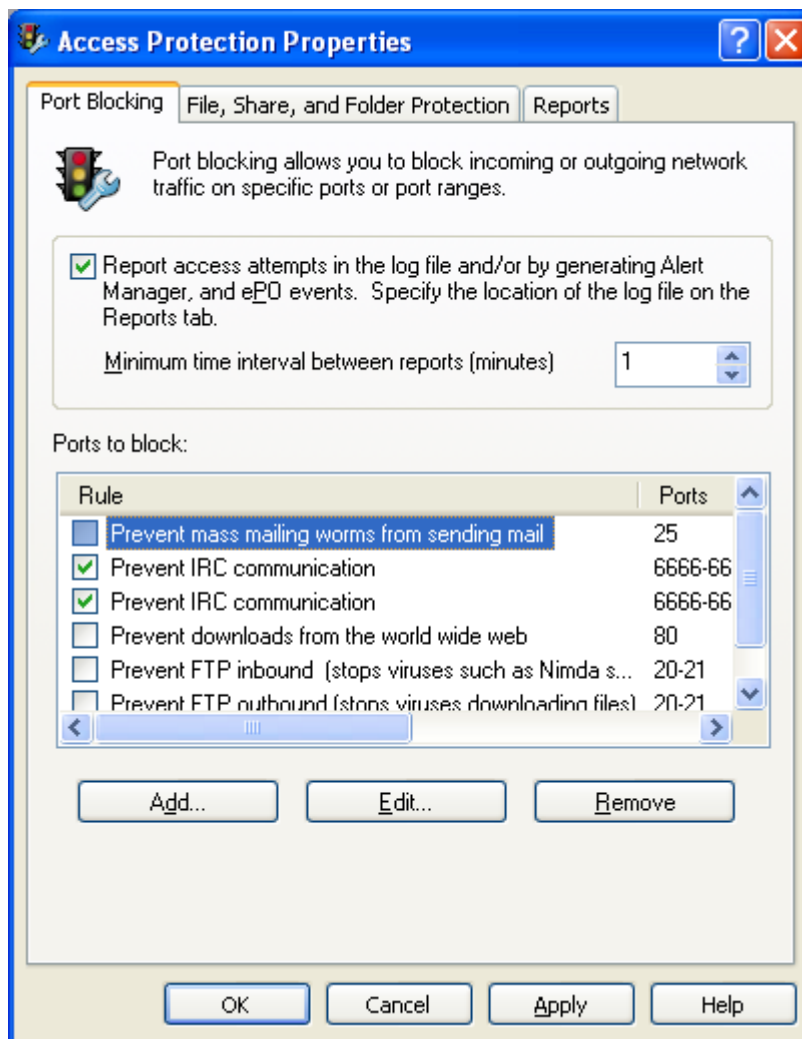 Access Protection Properties
Port Blocking
File, Share, and Folder Protection
Reports
Port blocking allows you to block incoming or outgoing network
traffic on specific ports or port ranges.
Report access attempts in the log file and/or by generating Alert
Manager, and ePO events. Specify the location of the log file on the
Reports tab.
Minimum time interval between reports (minutes) 1
Ports to block:
Rule Ports
Prevent mass mailing worms from sending mail 25
Prevent IRC communication 6666-66
Prevent IRC communication 6666-66
Prevent downloads from the world wide web 80
Prevent FTP inbound (stops viruses such as Nimda s... 20-21
Prevent FTP outbound (stops viruses downloading files) 20-21
Add... Edit... Remove
OK Cancel Apply Help